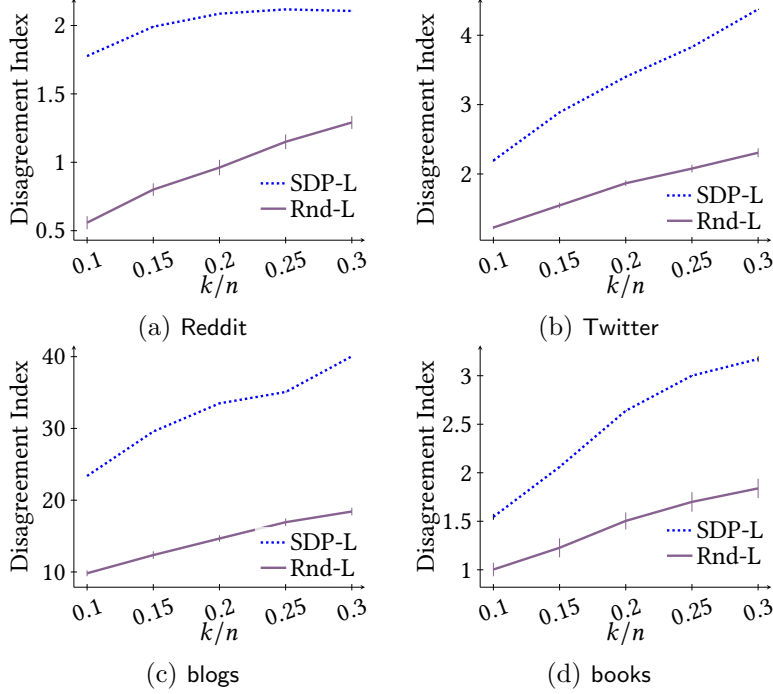 Disagreement Index
2
1.5
1
0.5
SDP-L
Rnd-L
0.1 0.15 0.2 0.25 0.3
k/n
(a) Reddit
Disagreement Index
4
3
2
SDP-L
Rnd-L
0.1 0.15 0.2 0.25 0.3
k/n
(b) Twitter
Disagreement Index
40
30
20
10
SDP-L
Rnd-L
0.1 0.15 0.2 0.25 0.3
k/n
(c) blogs
Disagreement Index
3
2.5
2
1.5
1
SDP-L
Rnd-L
0.1 0.15 0.2 0.25 0.3
k/n
(d) books